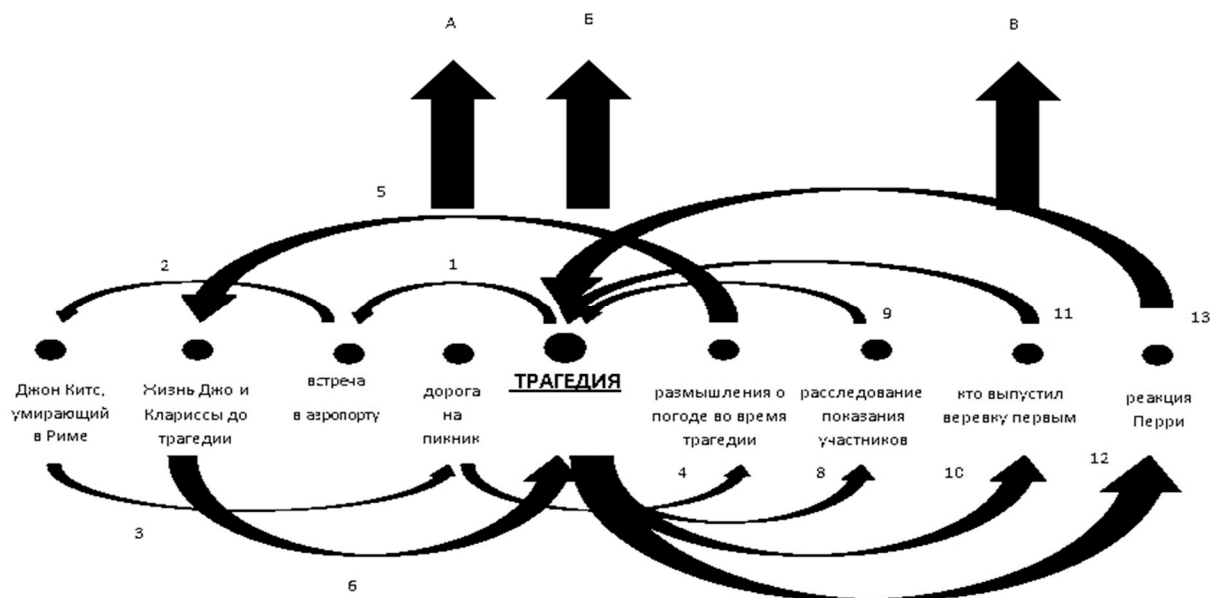 А
Б
В
5
2
1
9
11
13
Джон Китс,
умирающий
в Риме
Жизнь Джо и
Клариссы до
трагедии
встреча
в аэропорту
дорога
на
пикник
ТРАГЕДИЯ
размышления о
погоде во время
трагедии
расследование
показания
участников
кто выпустил
веревку первым
реакция
Перри
3
6
4
8
10
12